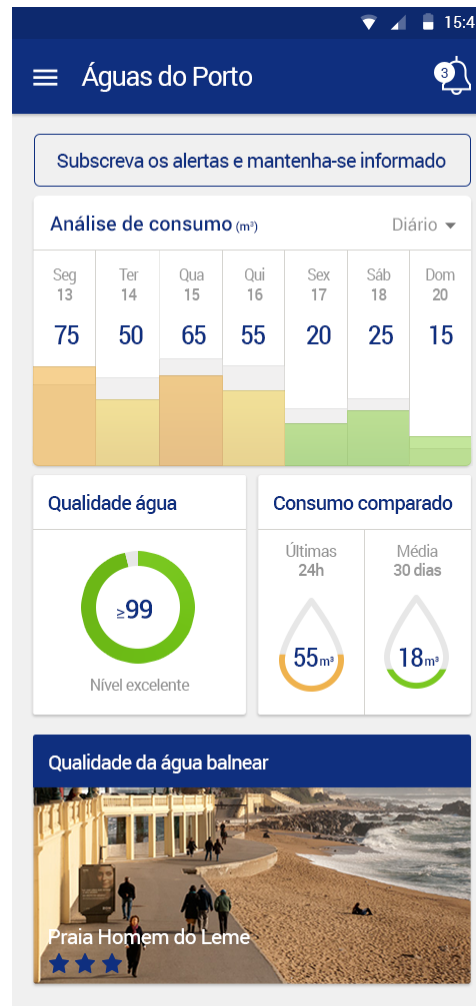 15:4
Águas do Porto
3
Subscreva os alertas e mantenha-se informado
Análise de consumo (m³)
Diário
Seg Ter Qua Qui Sex Sáb Dom
13 14 15 16 17 18 20
75 50 65 55 20 25 15
Qualidade água
≥99
Nível excelente
Consumo comparado
Últimas Média
24h 30 dias
55m³ 18m³
Qualidade da água balnear
Praia Homem do Leme